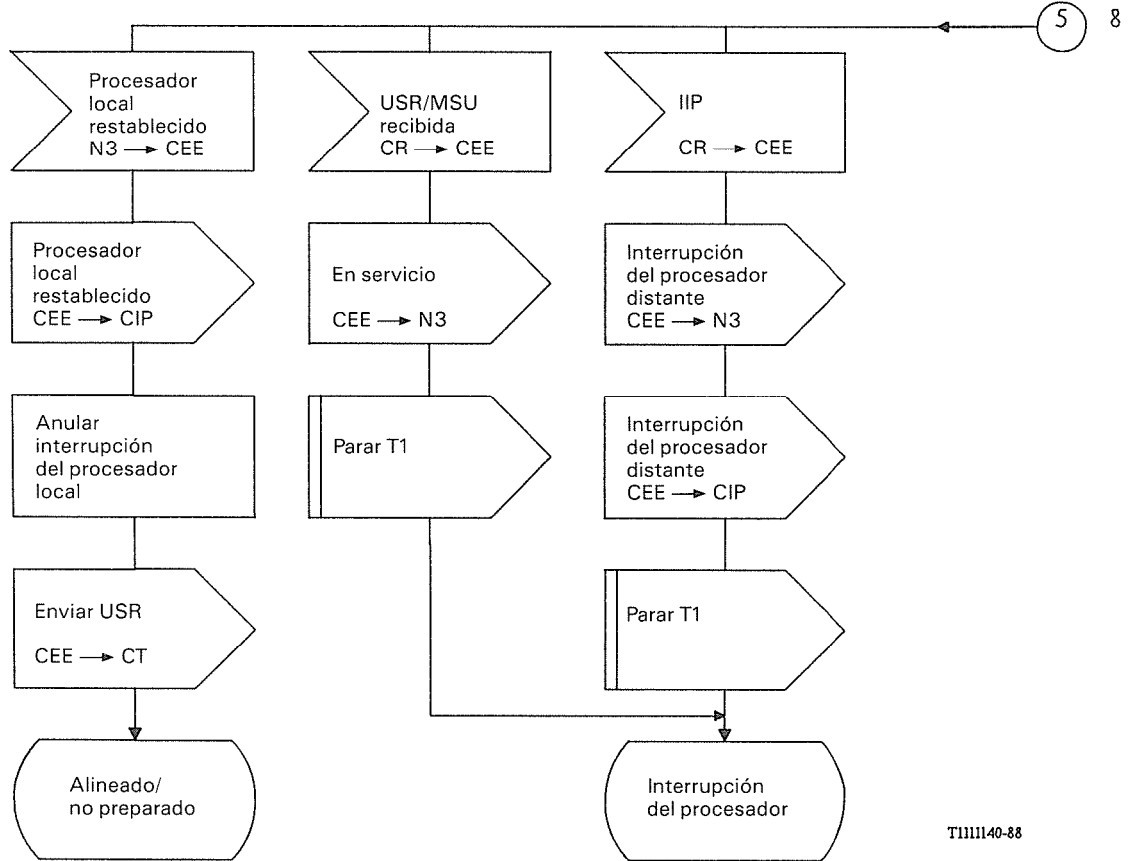 5 8
Procesador
local
restablecido
N3 → CEE
USR/MSU
recibida
CR → CEE
IIP
CR → CEE
Procesador
local
restablecido
CEE → CIP
En servicio
CEE → N3
Interrupción
del procesador
distante
CEE → N3
Anular
interrupción
del procesador
local
Parar T1
Interrupción
del procesador
distante
CEE → CIP
Enviar USR
CEE → CT
Parar T1
Alineado/
no preparado
Interrupción
del procesador
T1111140-88